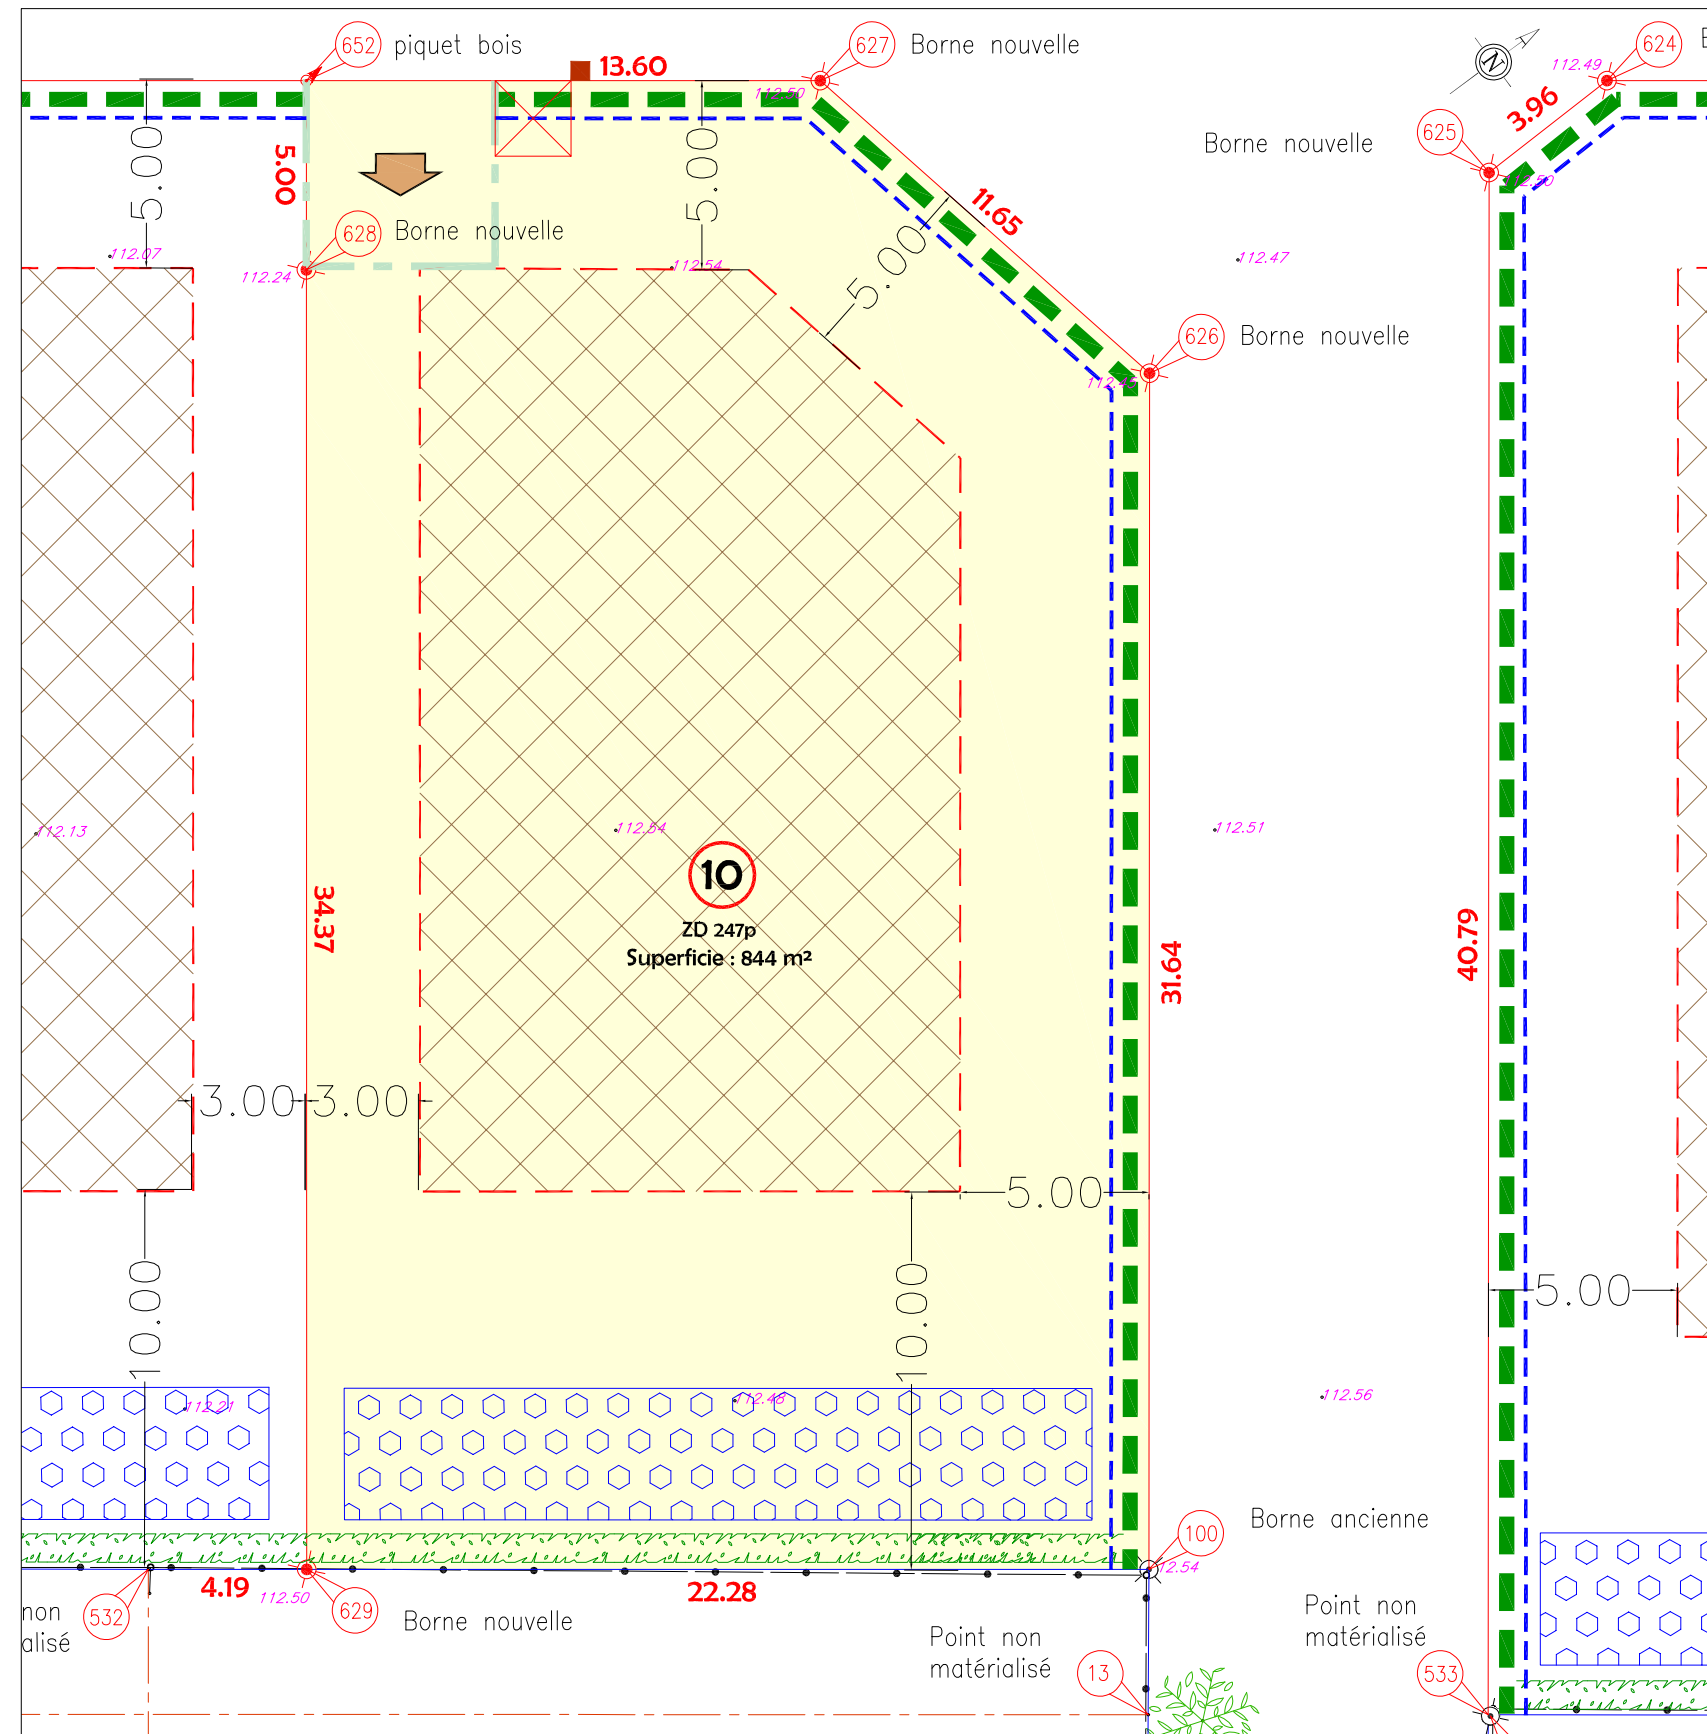 652 piquet bois
13.60
627 Borne nouvelle
112.50
N
112.49
624
3.96
625
Borne nouvelle
112.50
5.00
5.00
5.00
11.65
5.00
628 Borne nouvelle
112.07
112.24
112.54
112.47
626 Borne nouvelle
112.13
112.54
112.51
10
ZD 247p
Superficie : 844 m²
34.37
31.64
40.79
3.00
3.00
5.00
10.00
10.00
5.00
112.21
112.48
112.56
100
Borne ancienne
12.54
532
4.19
112.50
629
Borne nouvelle
22.28
non
alisé
Point non
matérialisé
13
Point non
matérialisé
533